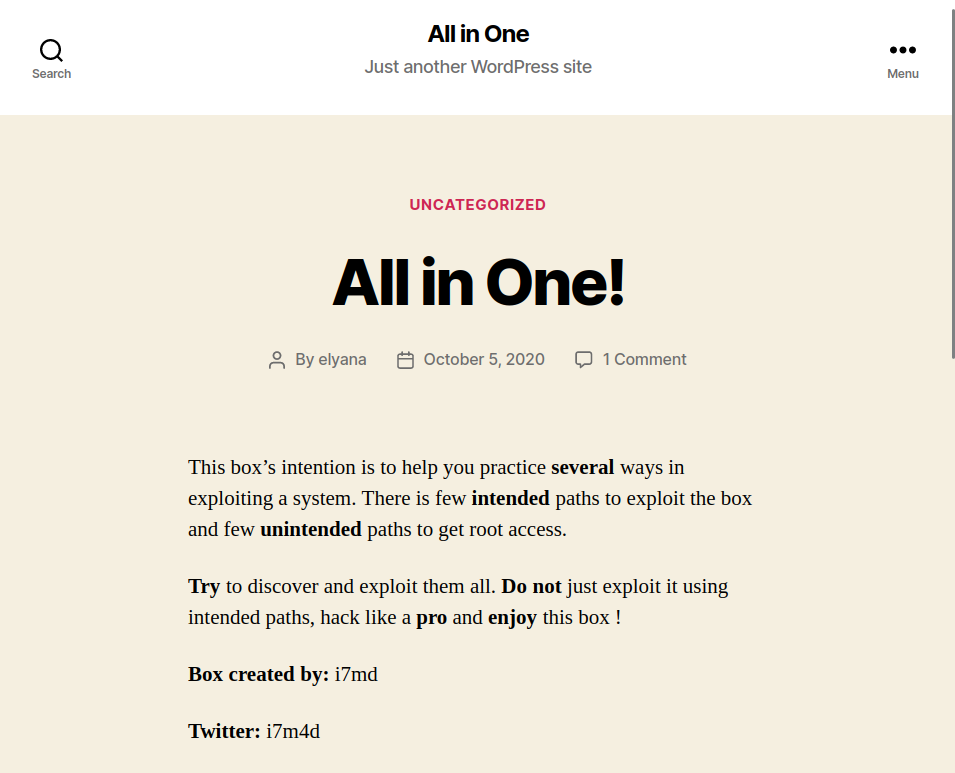 All in One
Just another WordPress site
Search
Menu
UNCATEGORIZED
All in One!
By elyana October 5, 2020 1 Comment
This box’s intention is to help you practice several ways in
exploiting a system. There is few intended paths to exploit the box
and few unintended paths to get root access.
Try to discover and exploit them all. Do not just exploit it using
intended paths, hack like a pro and enjoy this box !
Box created by: i7md
Twitter: i7m4d